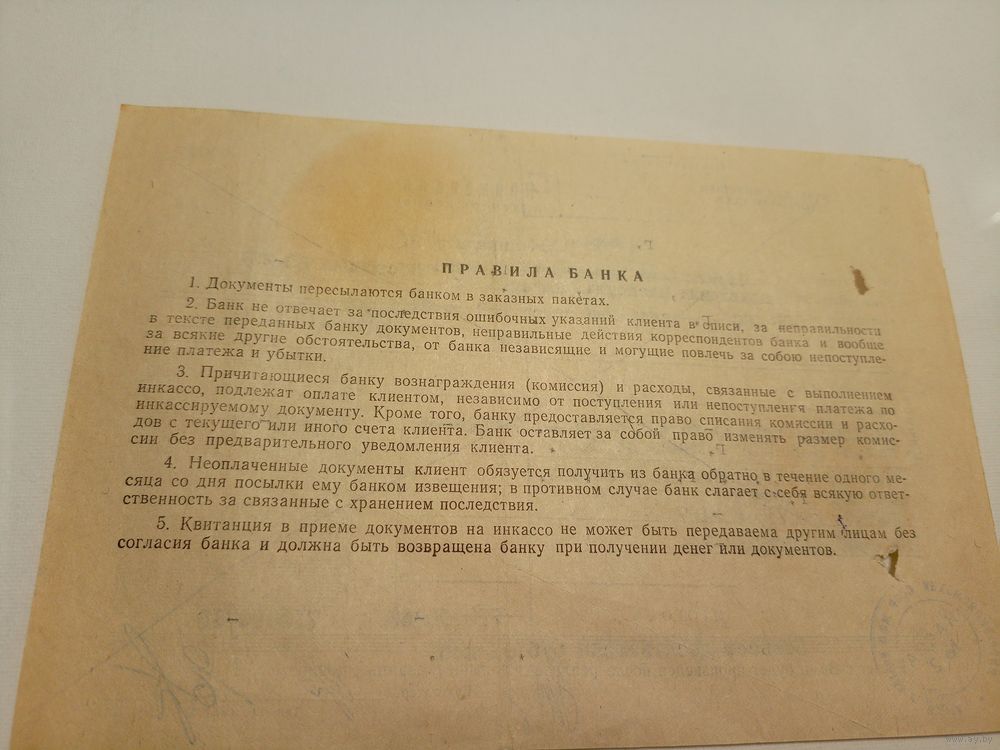 ПРАВИЛА БАНКА
1. Документы пересылаются банком в заказных пакетах.
2. Банк не отвечает за последствия ошибочных указаний клиента в описи, за неправильности
в тексте переданных банку документов, неправильные действия корреспондентов банка и вообще
за всякие другие обстоятельства, от банка независящие и могущие повлечь за собою непоступле-
ние платежа и убытки.
3. Причитающиеся банку вознаграждения (комиссия) и расходы, связанные с выполнением
инкассо, подлежат оплате клиентом, независимо от поступления или непоступления платежа по
инкассируемому документу. Кроме того, банку предоставляется право списания комиссии и расхо-
дов с текущего или иного счета клиента. Банк оставляет за собой право изменять размер комис-
сии без предварительного уведомления клиента.
4. Неоплаченные документы клиент обязуется получить из банка обратно в течение одного ме-
сяца со дня посылки ему банком извещения; в противном случае банк слагает с себя всякую ответ-
ственность за связанные с хранением последствия.
5. Квитанция в приеме документов на инкассо не может быть передаваема другим лицам без
согласия банка и должна быть возвращена банку при получении денег или документов.
www.ay.by